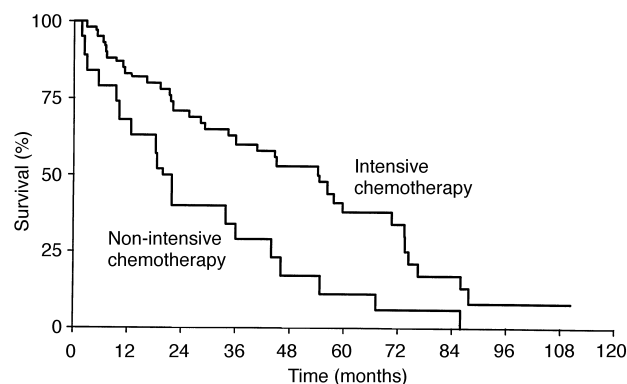 100
75
50
25
0
Survival (%)
Intensive
chemotherapy
Non-intensive
chemotherapy
0 12 24 36 48 60 72 84 96 108 120
Time (months)